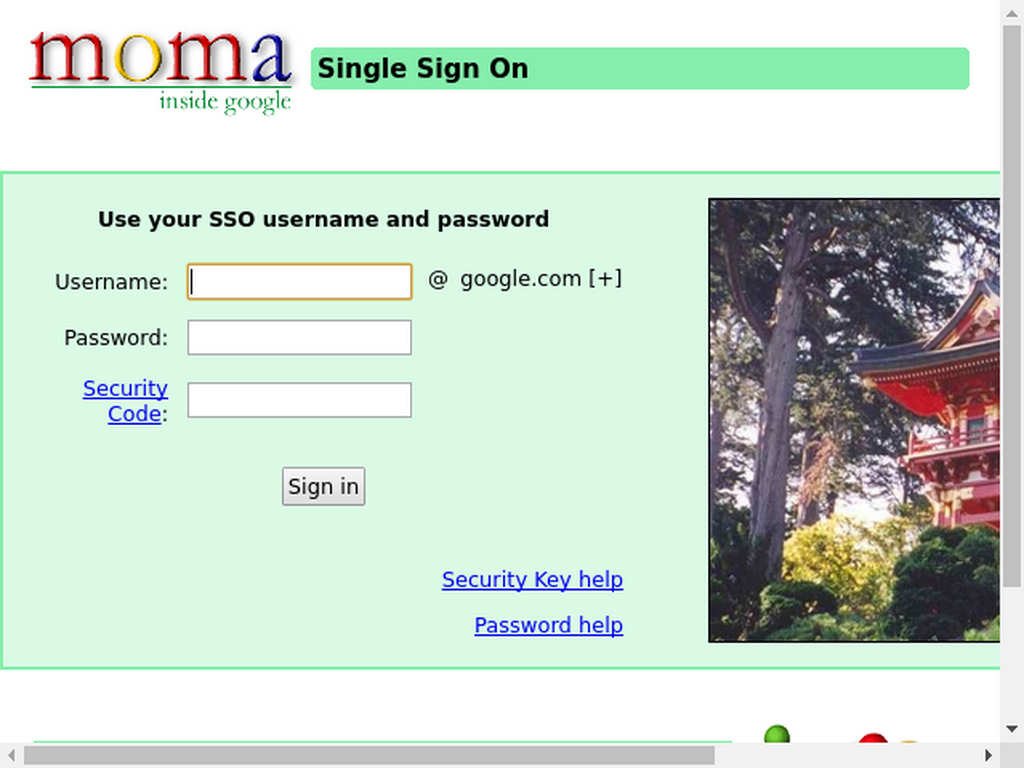 moma
inside google
Single Sign On
Use your SSO username and password
Username:
@ google.com [+]
Password:
Security
Code:
Sign in
Security Key help
Password help